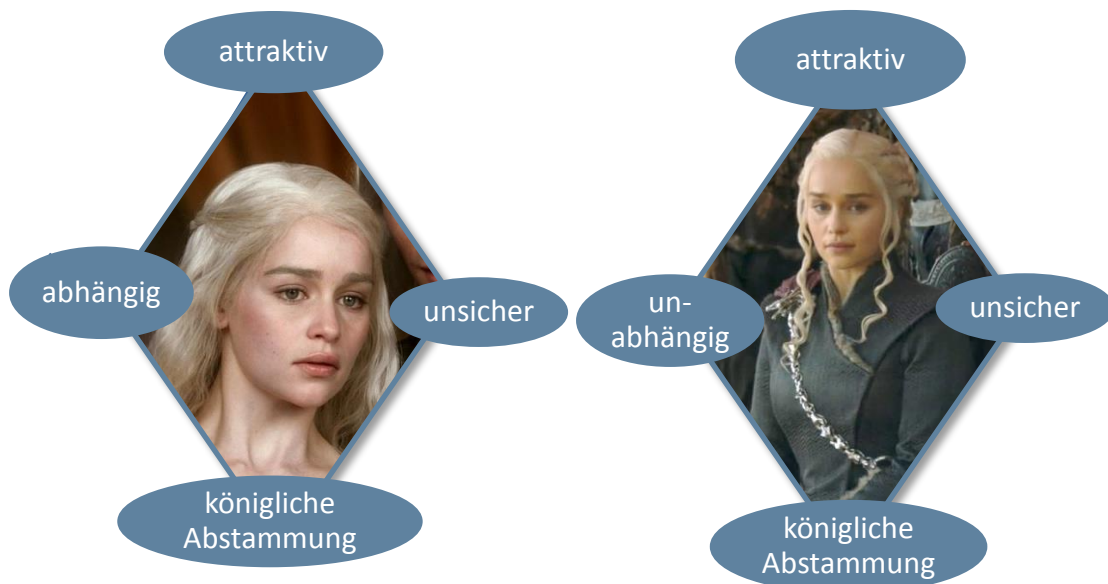 attraktiv
abhängig
unsicher
königliche
Abstammung
attraktiv
un-
abhängig
unsicher
königliche
Abstammung